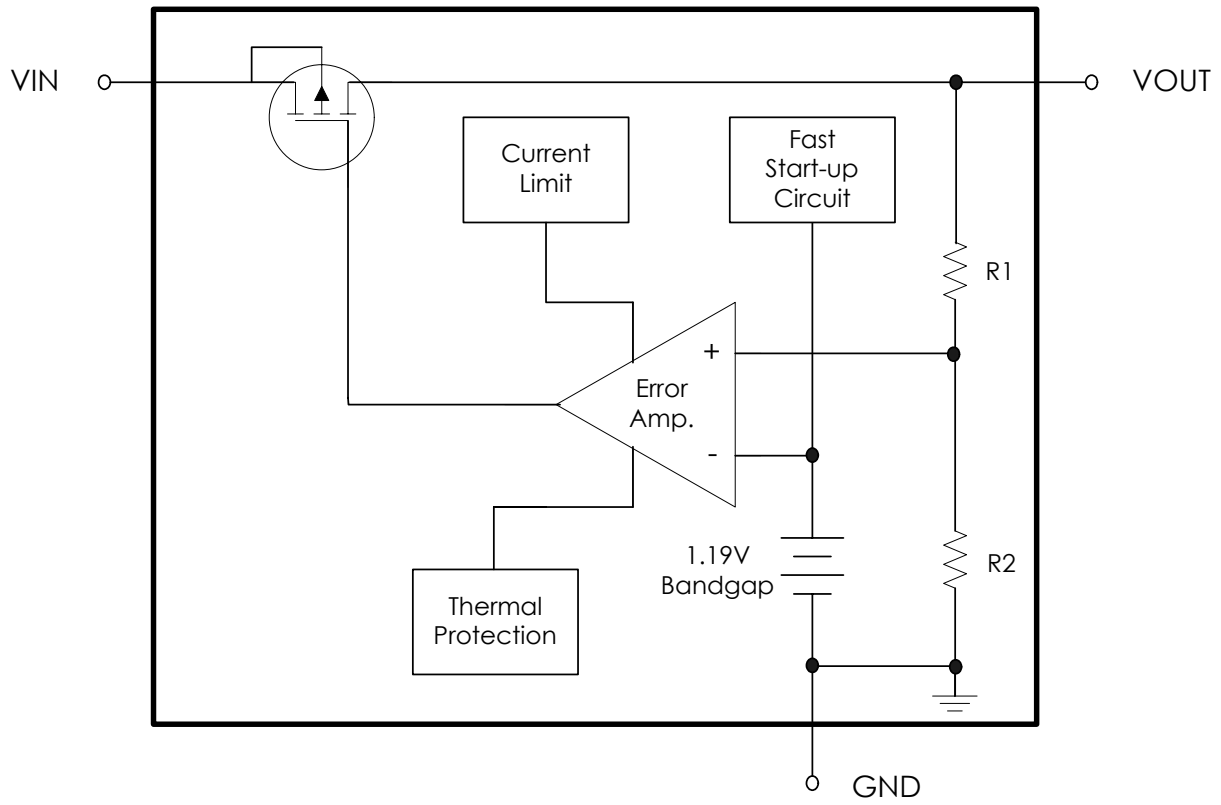 VIN
VOUT
Current
Limit
Fast
Start-up
Circuit
R1
+
Error
Amp.
-
1.19V
Bandgap
R2
Thermal
Protection
GND